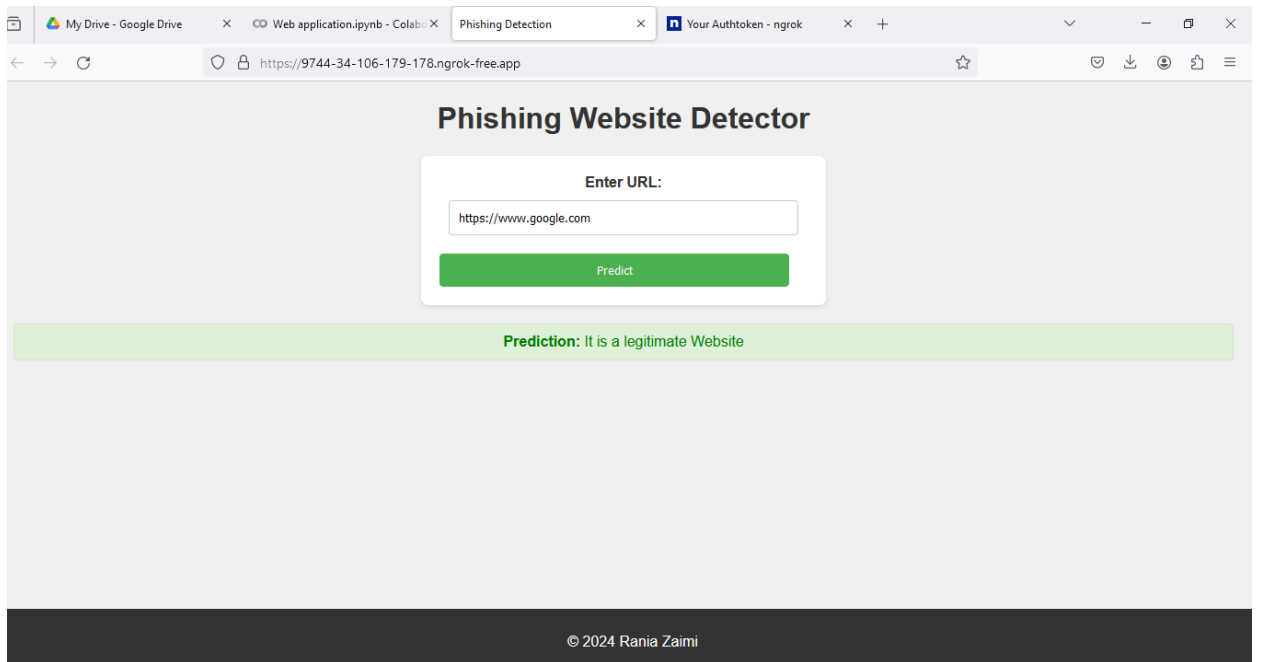 My Drive - Google Drive
Web application.ipynb - Colabo
Phishing Detection
Your Authtoken - ngrok
https://9744-34-106-179-178.ngrok-free.app
Phishing Website Detector
Enter URL:
https://www.google.com
Predict
Prediction: It is a legitimate Website
© 2024 Rania Zaimi